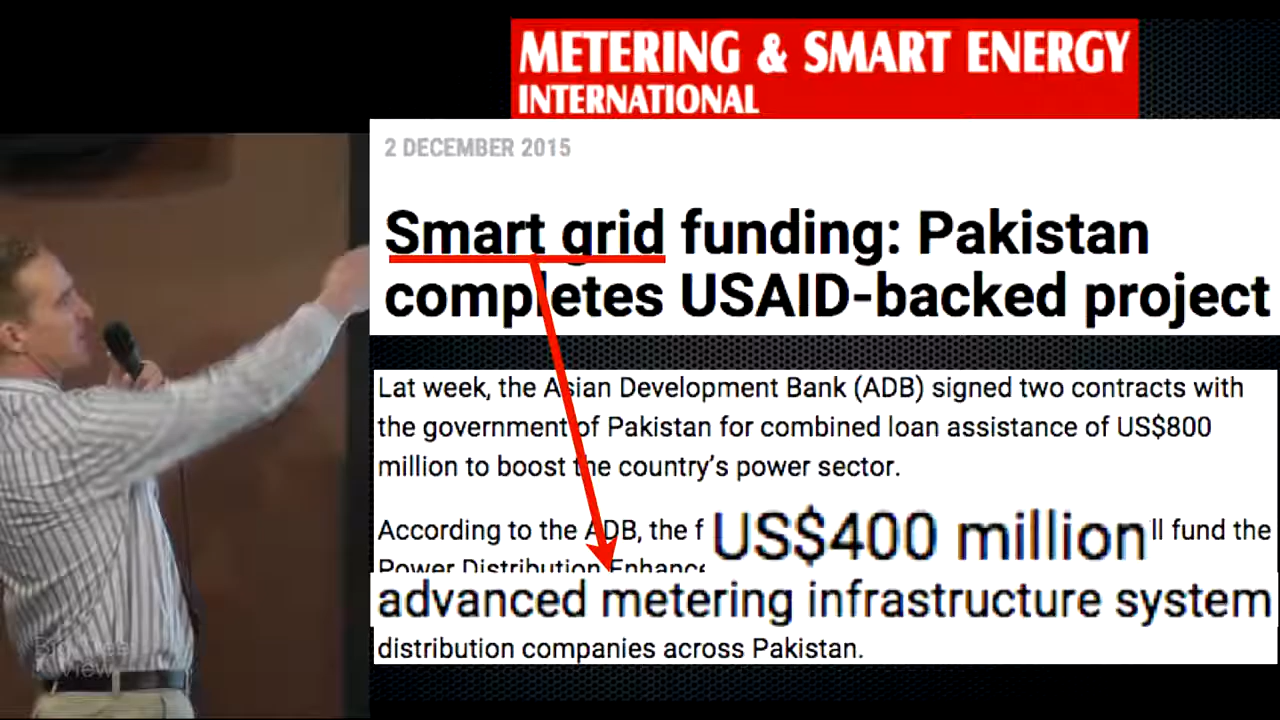 METERING & SMART ENERGY
INTERNATIONAL
2 DECEMBER 2015
Smart grid funding: Pakistan
completes USAID-backed project
Lat week, the Asian Development Bank (ADB) signed two contracts with
the government of Pakistan for combined loan assistance of US$800
million to boost the country's power sector.
According to the ADB, the f US$400 million ll fund the
Power Distribution Enhance
advanced metering infrastructure system
distribution companies across Pakistan.